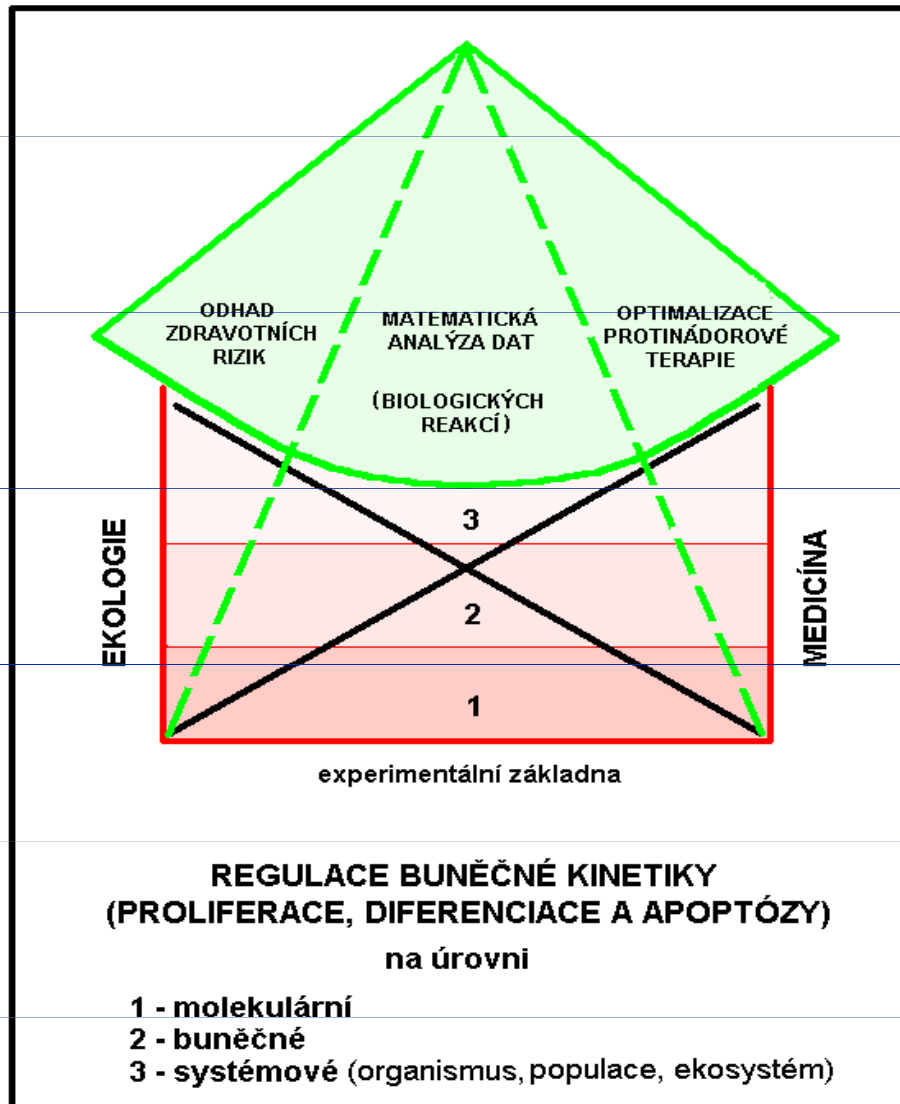 ODHAD
ZDRAVOTNÍCH
RIZIK
MATEMATICKÁ
ANALÝZA DAT
(BIOLOGICKÝCH
REAKCÍ)
OPTIMALIZACE
PROTINÁDOROVÉ
TERAPIE
EKOLOGIE
3
2
1
MEDICÍNA
experimentální základna
REGULACE BUNĚČNÉ KINETIKY
(PROLIFERACE, DIFERENCIACE A APOPTÓZY)
na úrovni
1 - molekulární
2 - buněčné
3 - systémové (organismus, populace, ekosystém)